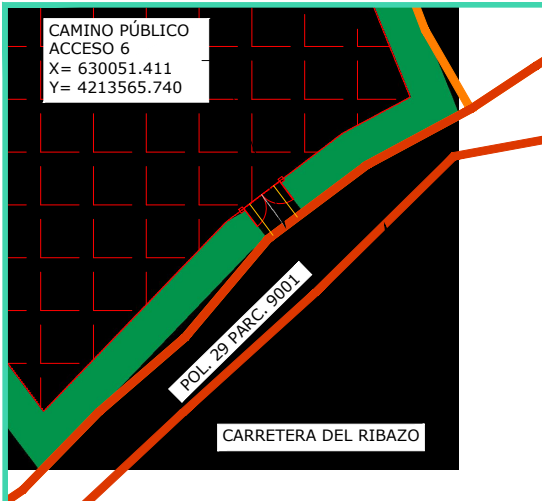 CAMINO PÚBLICO
ACCESO 6
X= 630051.411
Y= 4213565.740
POL. 29 PARC. 9001
CARRETERA DEL RIBAZO